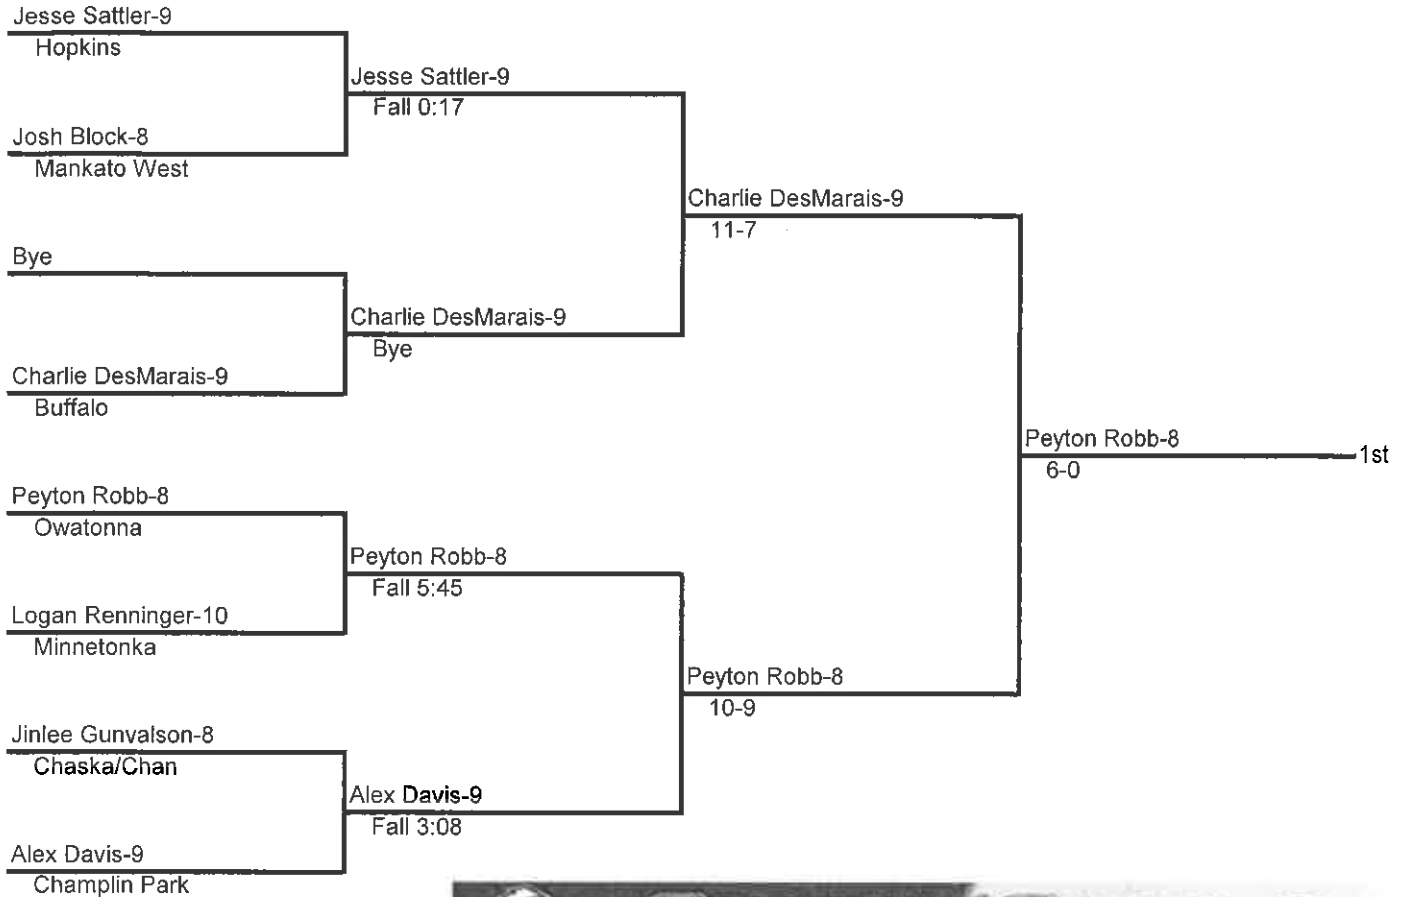 Jesse Sattler-9
Hopkins
Jesse Sattler-9
Fall 0:17
Josh Block-8
Mankato West
Charlie DesMarais-9
11-7
Bye
Charlie DesMarais-9
Bye
Charlie DesMarais-9
Buffalo
Peyton Robb-8
1st
6-0
Peyton Robb-8
Owatonna
Peyton Robb-8
Fall 5:45
Logan Renninger-10
Minnetonka
Peyton Robb-8
10-9
Jinlee Gunvalson-8
Chaska/Chan
Alex Davis-9
Fall 3:08
Alex Davis-9
Champlin Park